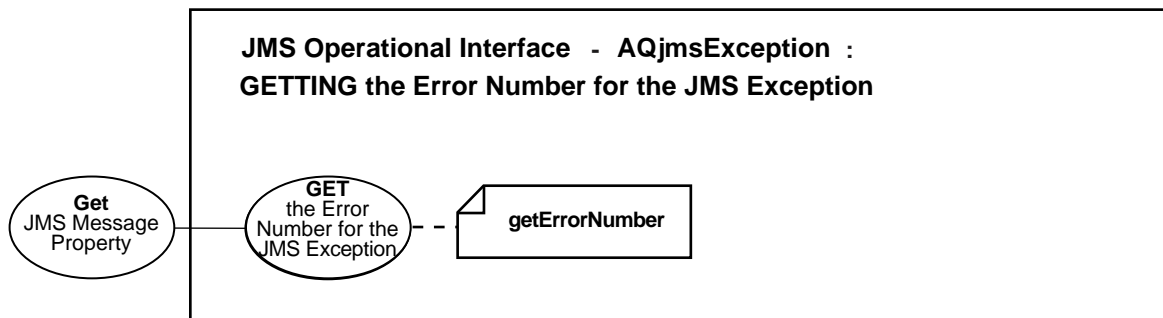 JMS Operational Interface - AQjmsException :
GETTING the Error Number for the JMS Exception
Get
JMS Message
Property
GET
the Error
Number for the
JMS Exception
getErrorNumber